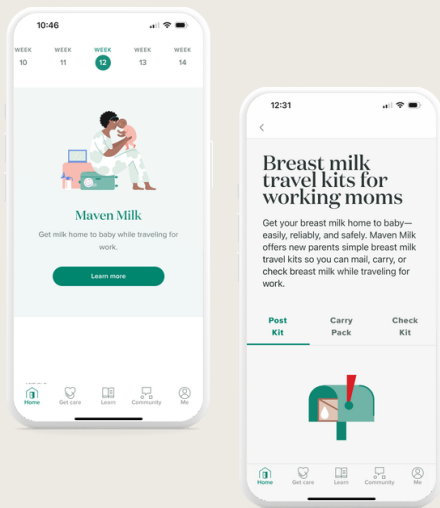 10:46
WEEK WEEK WEEK WEEK WEEK
10 11 12 13 14
Maven Milk
Get milk home to baby while traveling for
work.
Learn more
Home Get care Learn Community Me
12:31
Breast milk
travel kits for
working moms
Get your breast milk home to baby—
easily, reliably, and safely. Maven Milk
offers new parents simple breast milk
travel kits so you can mail, carry, or
check breast milk while traveling for
work.
Post Carry Check
Kit Pack Kit
Home Get care Learn Community Me